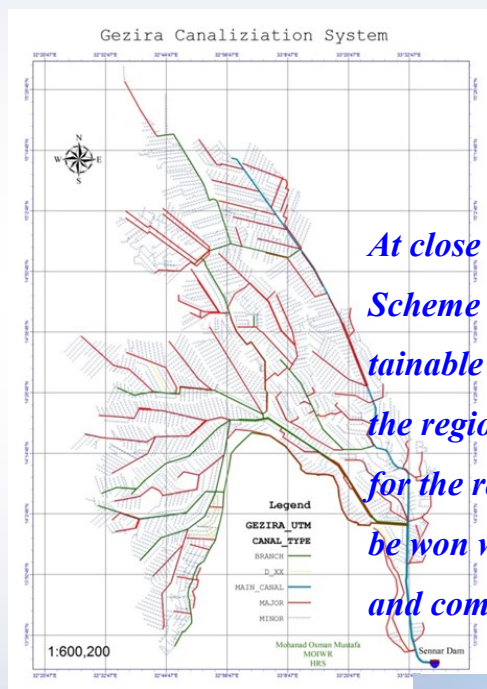 Gezira Canaliziation System
At close
Scheme
tainable
the regio
for the r
be won w
and com
N
W
E
S
Legend
GEZIRA_UTM
CANAL_TYPE
BRANCH
D_XX
MAIN_CANAL
MAJOR
MINOR
1:600,200
Mohanad Osman Mustafa
MOIWR
HRS
Sennar Dam